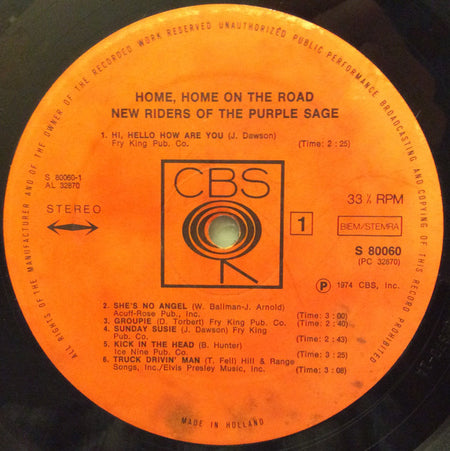 ALL RIGHTS OF THE MANUFACTURER AND OF THE OWNER OF THE RECORDED WORK RESERVED UNAUTHORIZED PUBLIC PERFORMANCE BROADCASTING AND COPYING OF THIS RECORD PROHIBITED
HOME, HOME ON THE ROAD
NEW RIDERS OF THE PURPLE SAGE
1. HI, HELLO HOW ARE YOU (J. Dawson)
Fry King Pub. Co. (Time: 2:25)
S 80060-1
AL 32870
CBS
33⅓ RPM
STEREO
1
BIEM/STEMRA
S 80060
(PC 32870)
P 1974 CBS, Inc.
2. SHE'S NO ANGEL (W. Ballman-J. Arnold)
Acuff-Rose Pub., Inc. (Time: 3:00)
3. GROUPIE (D. Torbert) Fry King Pub. Co. (Time: 2:40)
4. SUNDAY SUSIE (J. Dawson) Fry King
Pub. Co. (Time: 2:43)
5. KICK IN THE HEAD (B. Hunter)
Ice Nine Pub. Co. (Time: 3:25)
6. TRUCK DRIVIN' MAN (T. Fell) Hill & Range
Songs, Inc./Elvis Presley Music, Inc. (Time: 3:08)
MADE IN HOLLAND